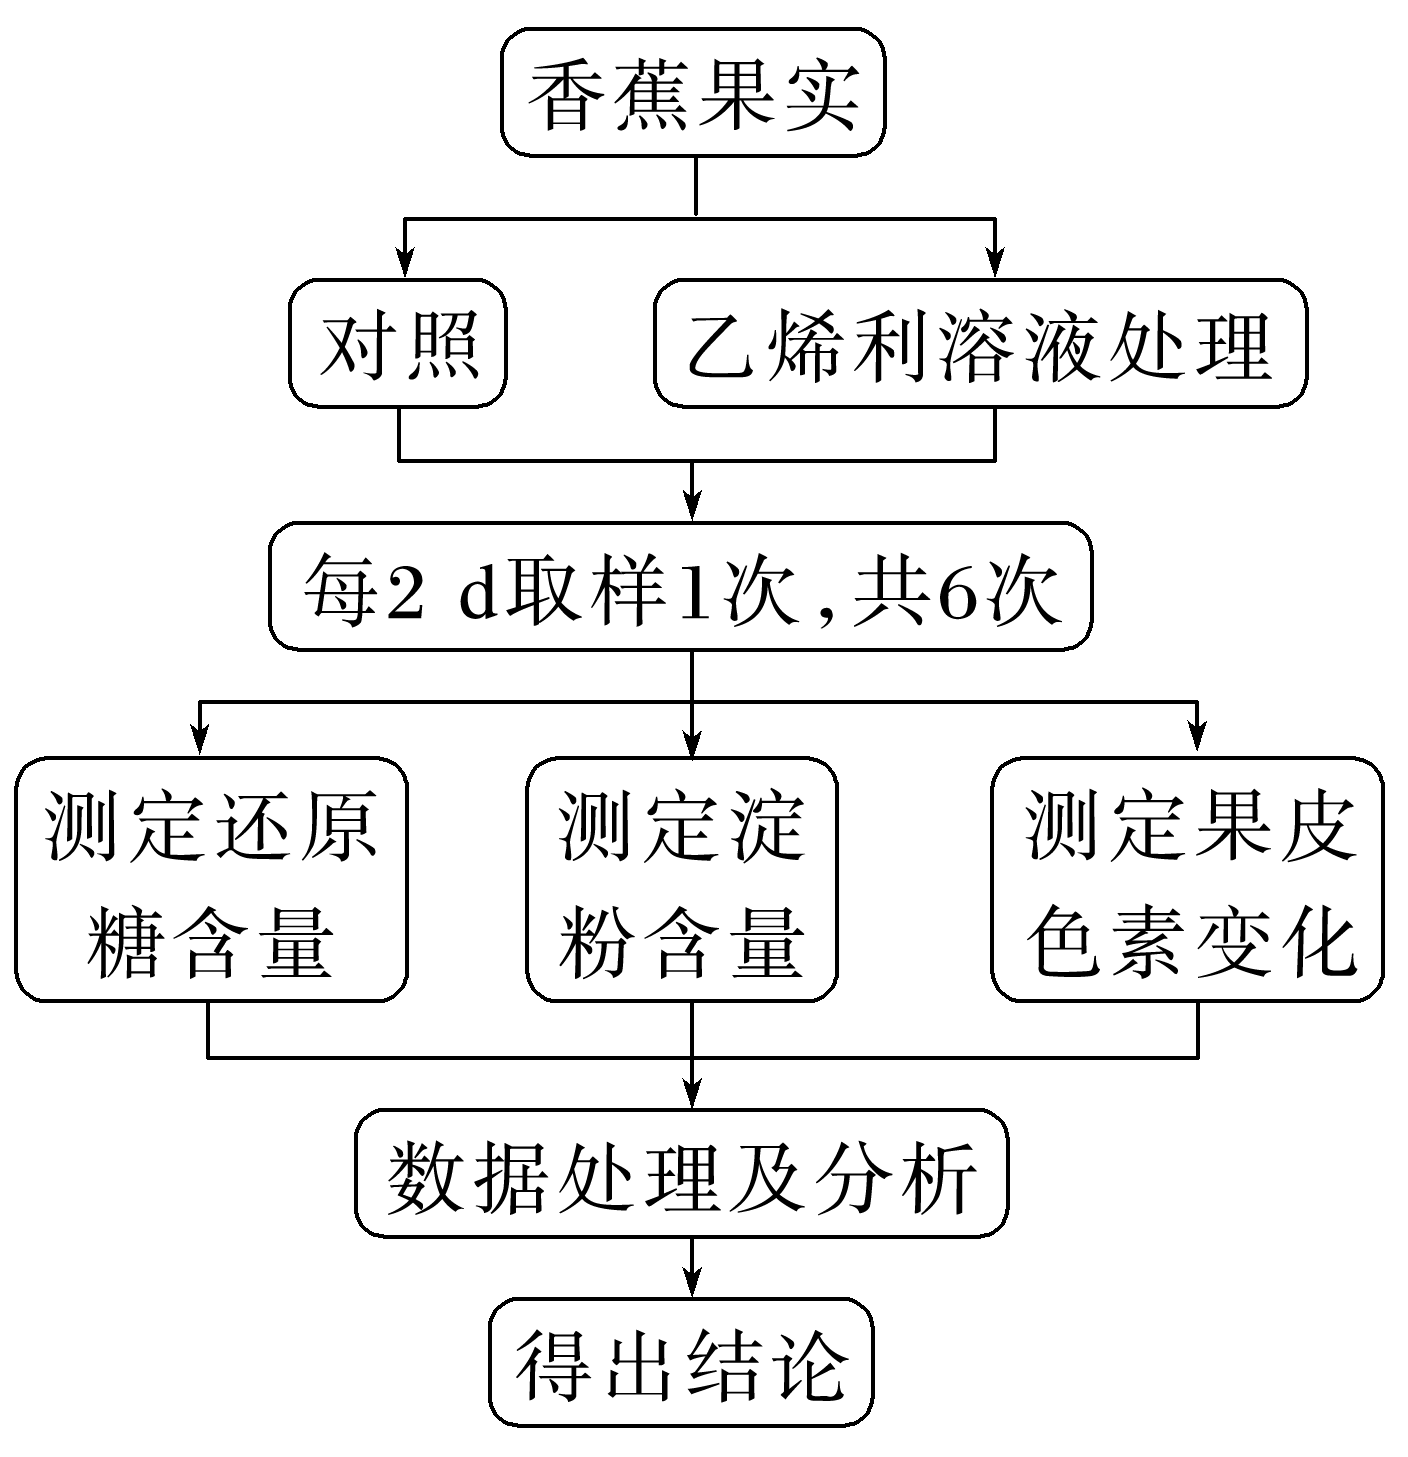 香蕉果实
对照
乙烯利溶液处理
每2 d取样1次,共6次
测定还原
糖含量
测定淀
粉含量
测定果皮
色素变化
数据处理及分析
得出结论